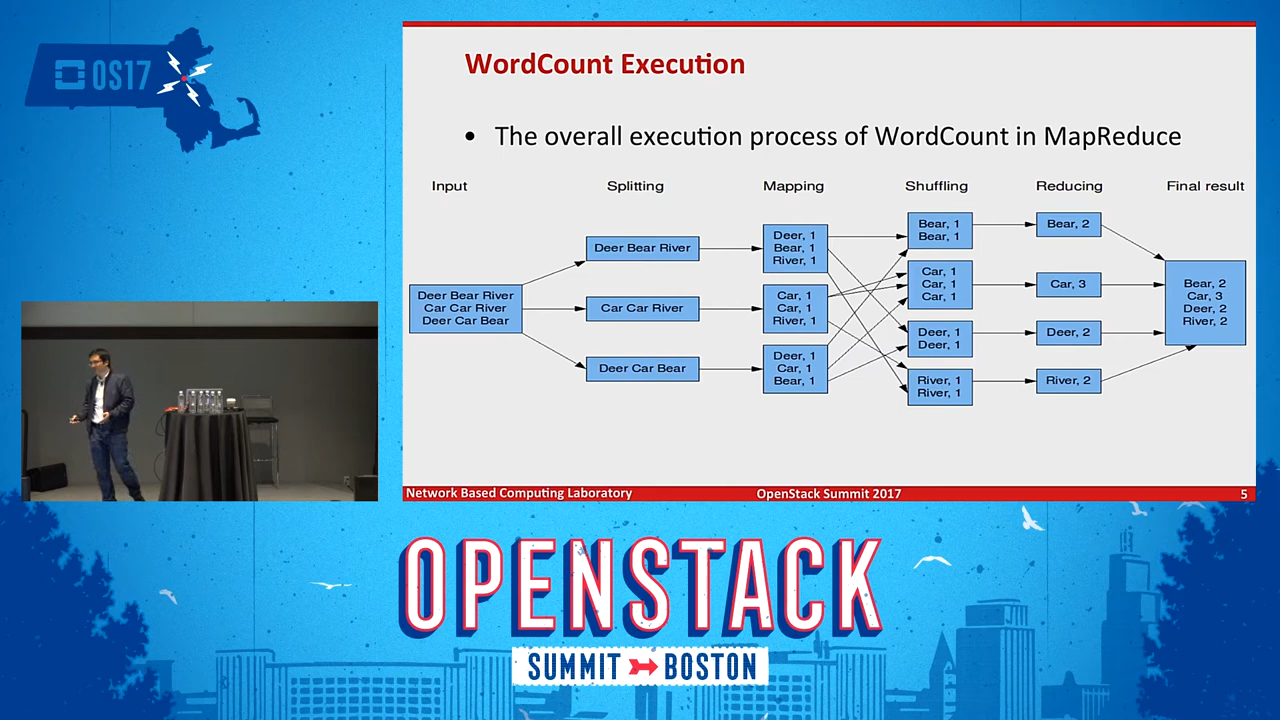 OS17
WordCount Execution
• The overall execution process of WordCount in MapReduce
Input
Splitting
Mapping
Shuffling
Reducing
Final result
Deer Bear River
Car Car River
Deer Car Bear
Deer Bear River
Car Car River
Deer Car Bear
Deer, 1
Bear, 1
River, 1
Car, 1
Car, 1
River, 1
Deer, 1
Car, 1
Bear, 1
Bear, 1
Bear, 1
Car, 1
Car, 1
Car, 1
Deer, 1
Deer, 1
River, 1
River, 1
Bear, 2
Car, 3
Deer, 2
River, 2
Bear, 2
Car, 3
Deer, 2
River, 2
Network Based Computing Laboratory
OpenStack Summit 2017
5
OPENSTACK
SUMMIT BOSTON